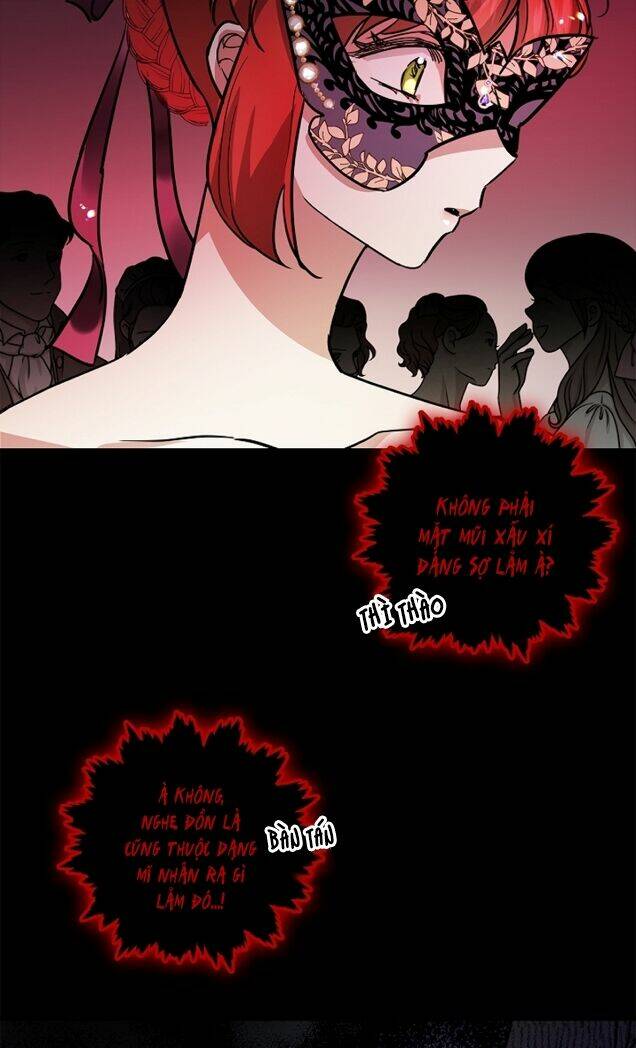 KHÔNG PHẢI
MẶT MŨI XẤU XÍ
ĐÁNG SỢ LẮM À?
THÌ THÀO
À KHÔNG,
NGHE ĐỒN LÀ
CŨNG THUỘC DẠNG
MĨ NHÂN RA GÌ
LẮM ĐÓ...!
BÀN TÁN